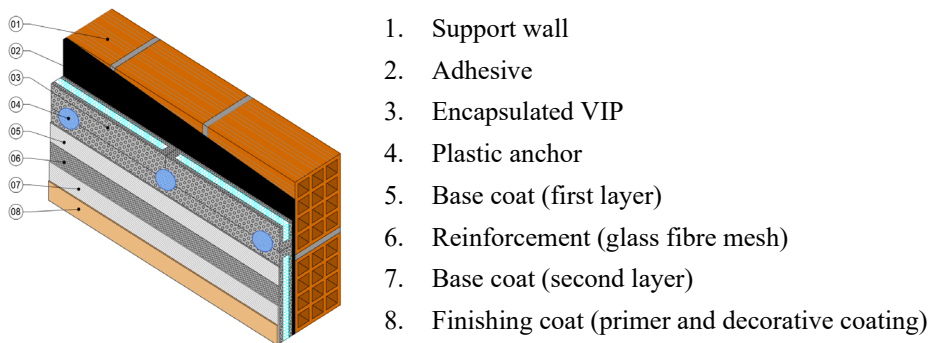 01
02
03
04
05
06
07
08
1. Support wall
2. Adhesive
3. Encapsulated VIP
4. Plastic anchor
5. Base coat (first layer)
6. Reinforcement (glass fibre mesh)
7. Base coat (second layer)
8. Finishing coat (primer and decorative coating)